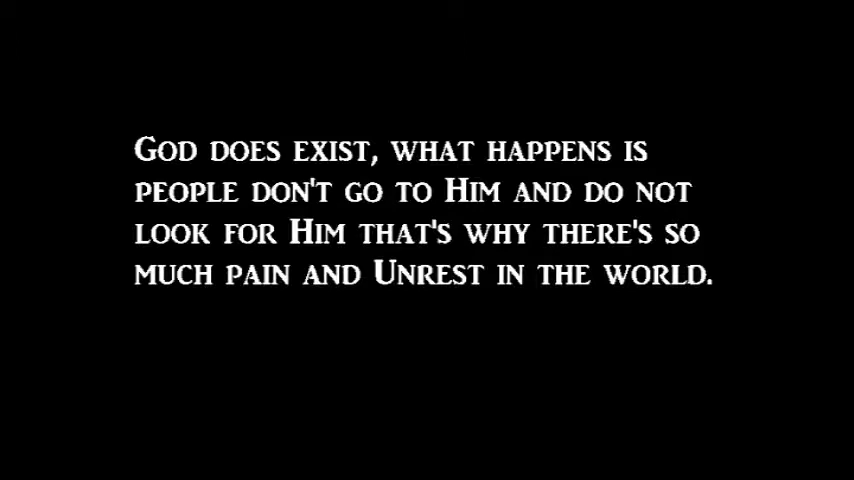 God does exist, what happens is
people don't go to Him and do not
look for Him that's why there's so
much pain and Unrest in the world.